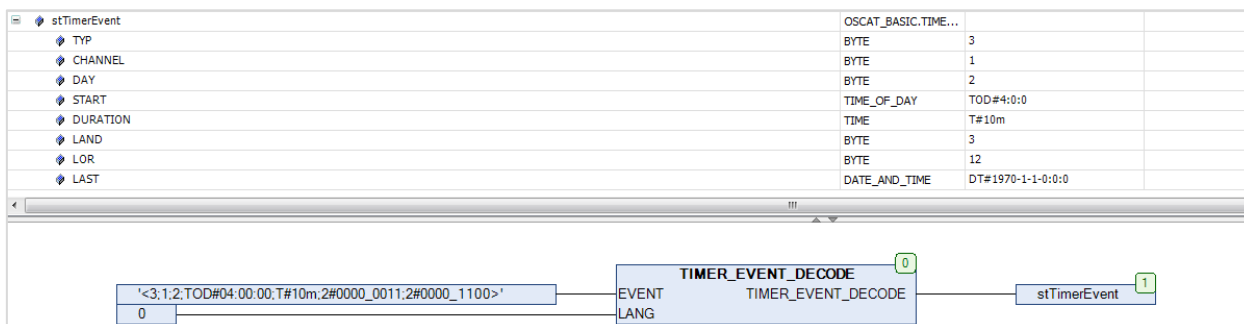 stTimerEvent OSCAT_BASIC.TIME...
TYP BYTE 3
CHANNEL BYTE 1
DAY BYTE 2
START TIME_OF_DAY TOD#4:0:0
DURATION TIME T#10m
LAND BYTE 3
LOR BYTE 12
LAST DATE_AND_TIME DT#1970-1-1-0:0:0
0
TIMER_EVENT_DECODE
1
'<3;1;2;TOD#04:00:00;T#10m;2#0000_0011;2#0000_1100>' EVENT TIMER_EVENT_DECODE stTimerEvent
0 LANG